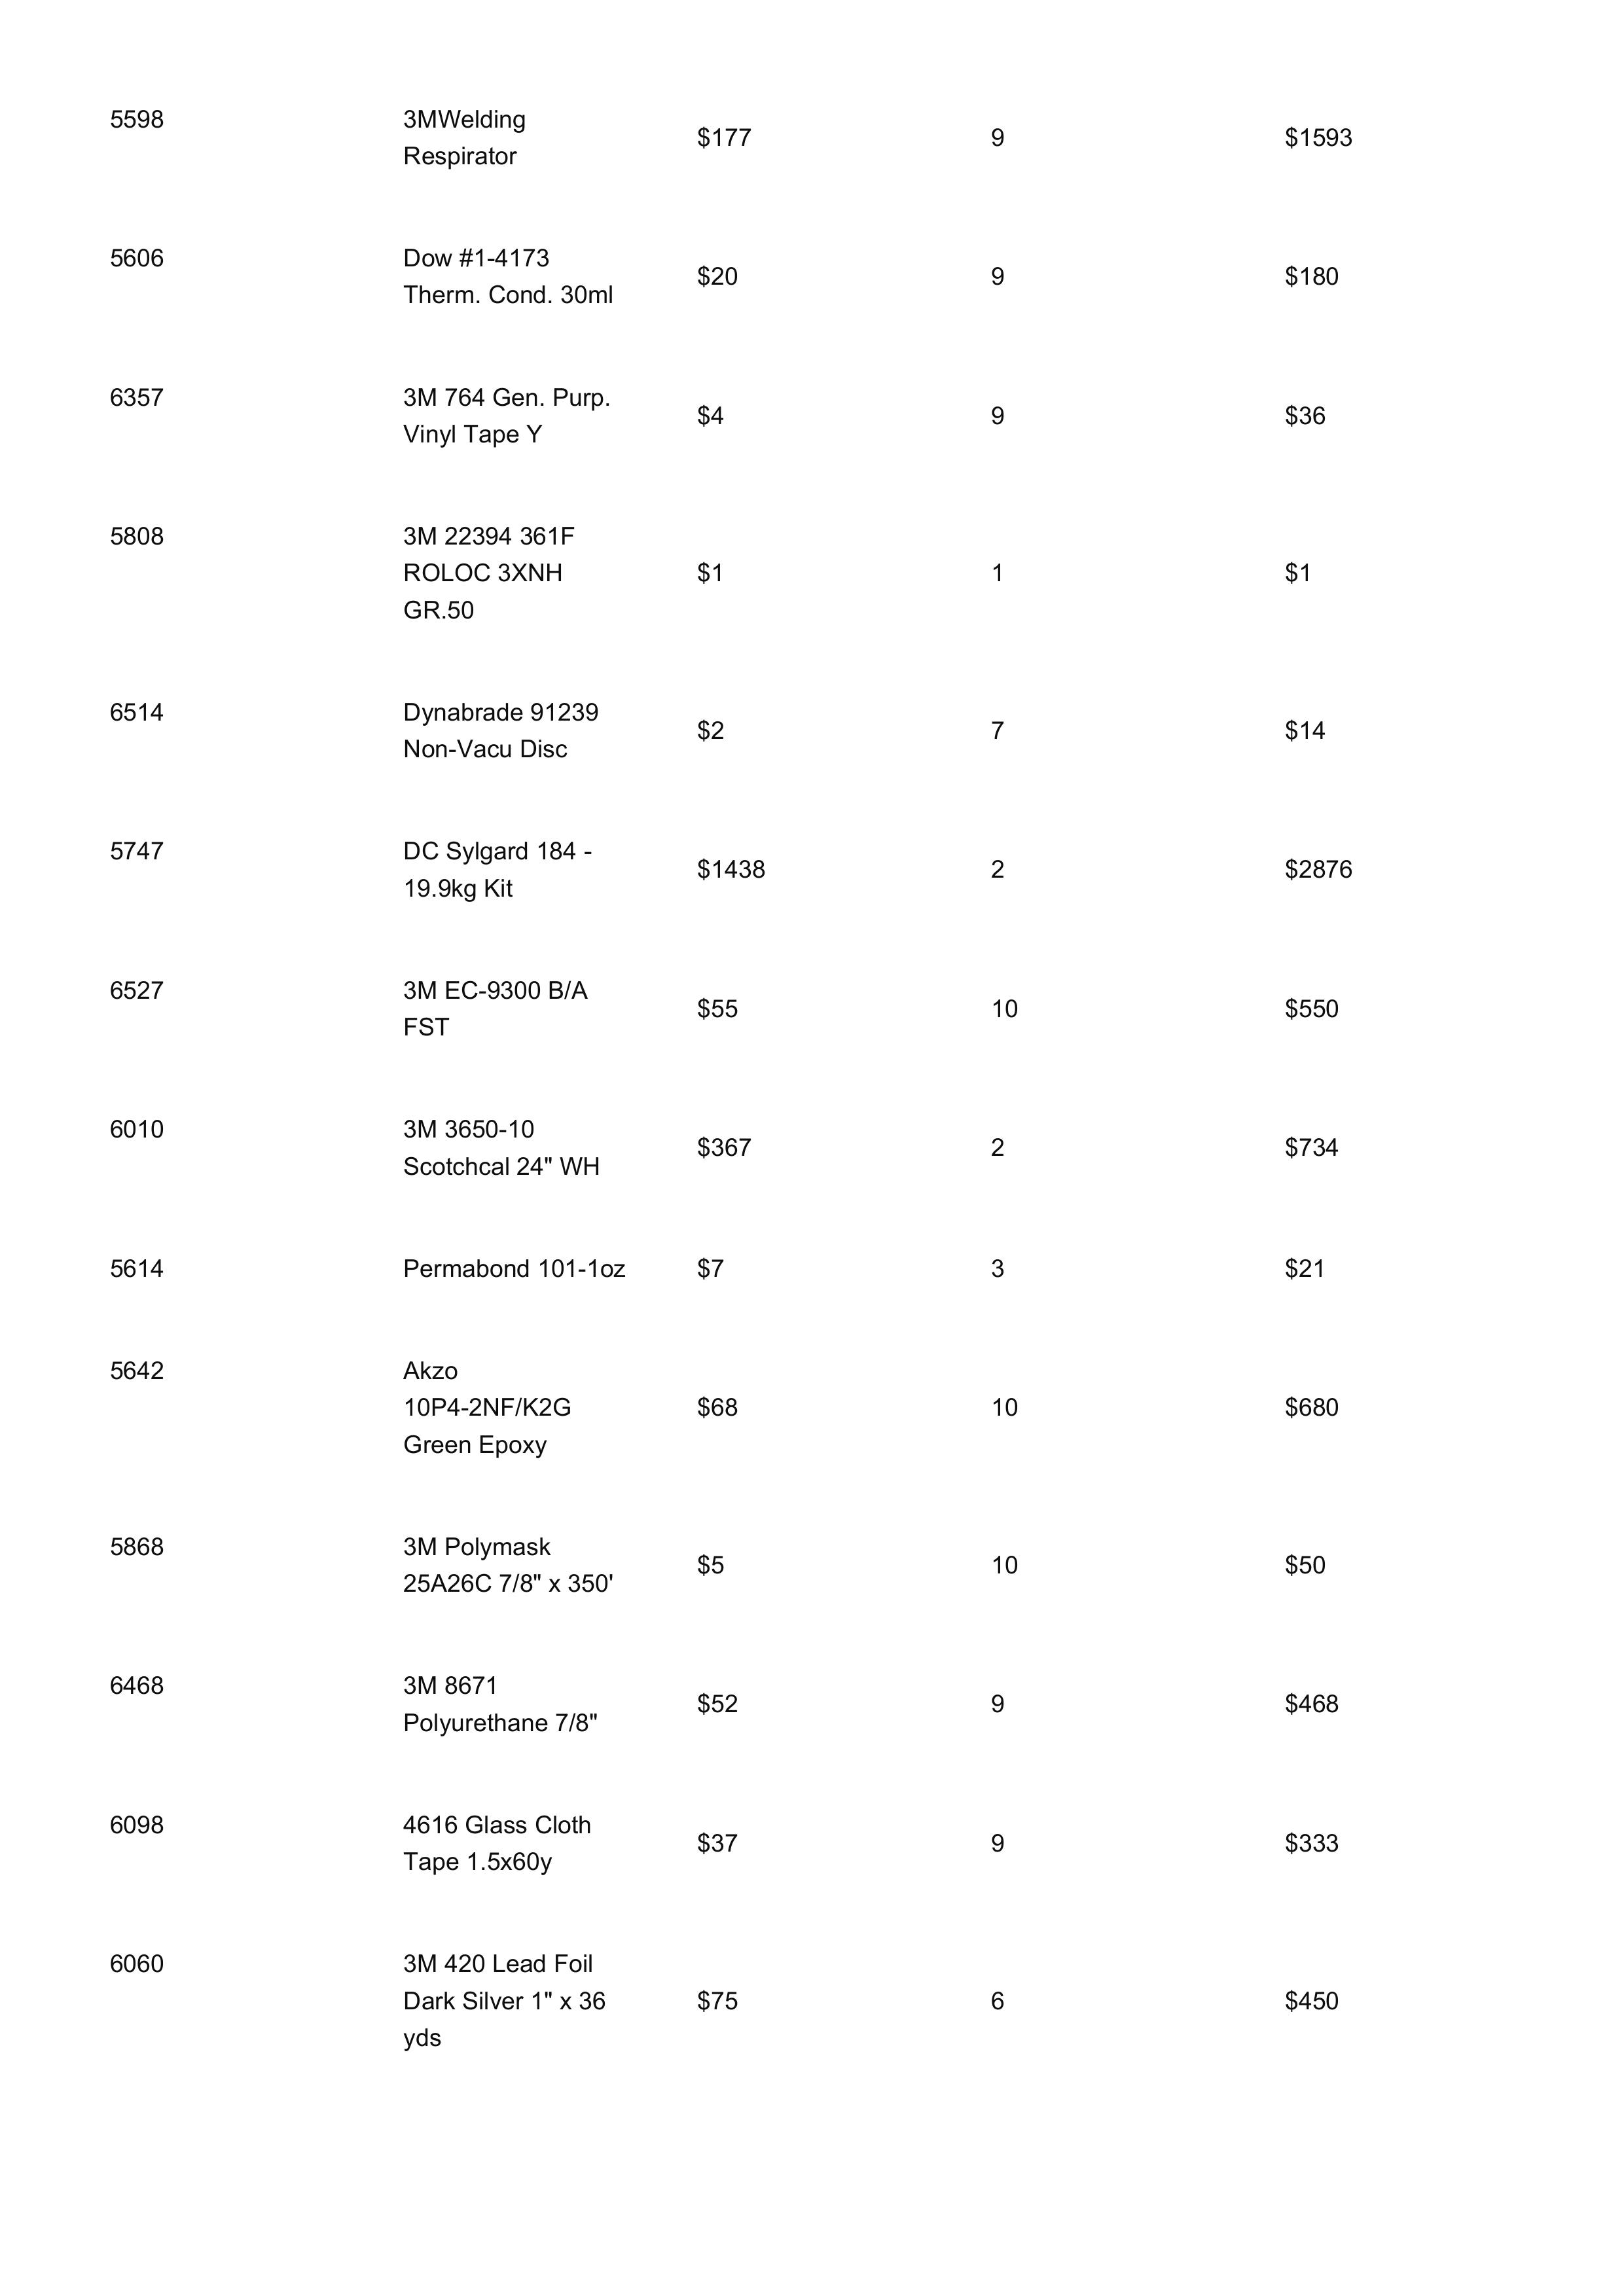 5598 3MWelding $177 9 $1593
Respirator
5606 Dow #1-4173 $20 9 $180
Therm. Cond. 30ml
6357 3M 764 Gen. Purp. $4 9 $36
Vinyl Tape Y
5808 3M 22394 361F
ROLOC 3XNH $1 1 $1
GR.50
6514 Dynabrade 91239 $2 7 $14
Non-Vacu Disc
5747 DC Sylgard 184 - $1438 2 $2876
19.9kg Kit
6527 3M EC-9300 B/A $55 10 $550
FST
6010 3M 3650-10 $367 2 $734
Scotchcal 24" WH
5614 Permabond 101-1oz $7 3 $21
5642 Akzo
10P4-2NF/K2G $68 10 $680
Green Epoxy
5868 3M Polymask $5 10 $50
25A26C 7/8" x 350'
6468 3M 8671 $52 9 $468
Polyurethane 7/8"
6098 4616 Glass Cloth $37 9 $333
Tape 1.5x60y
6060 3M 420 Lead Foil
Dark Silver 1" x 36 $75 6 $450
yds